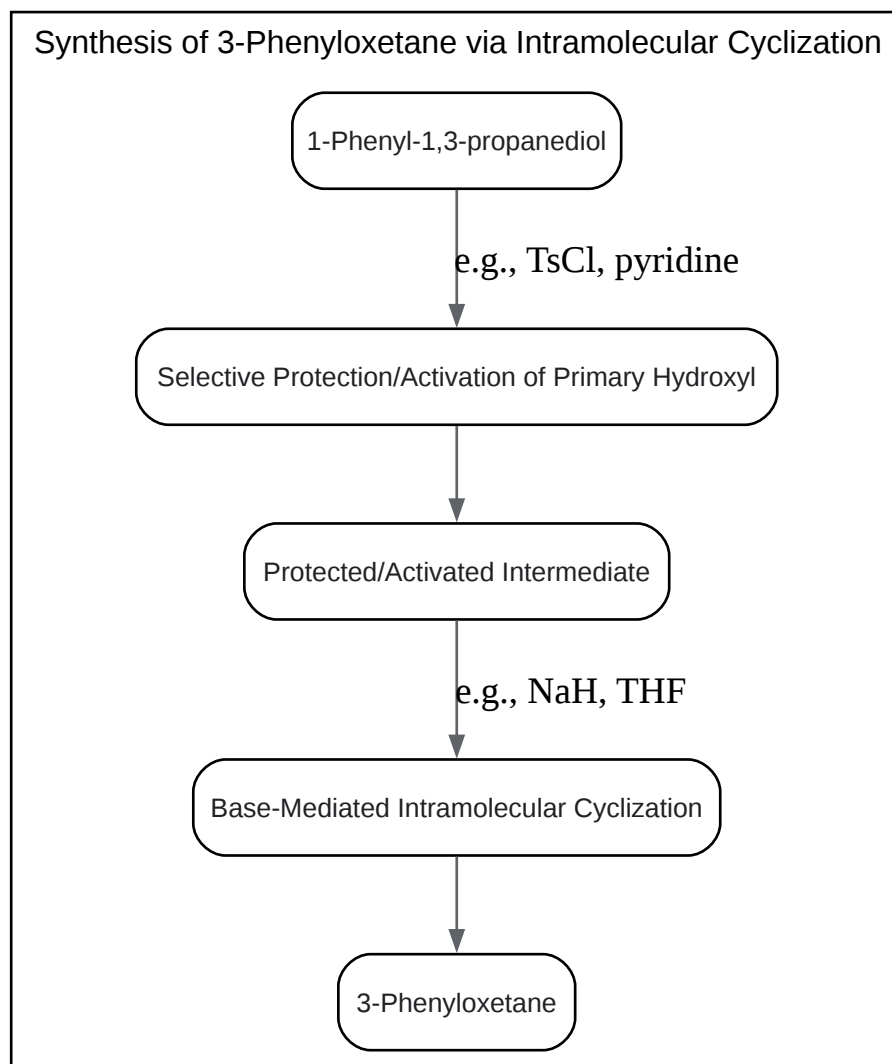 Synthesis of 3-Phenyloxetane via Intramolecular Cyclization
1-Phenyl-1,3-propanediol
e.g., TsCl, pyridine
Selective Protection/Activation of Primary Hydroxyl
Protected/Activated Intermediate
e.g., NaH, THF
Base-Mediated Intramolecular Cyclization
3-Phenyloxetane